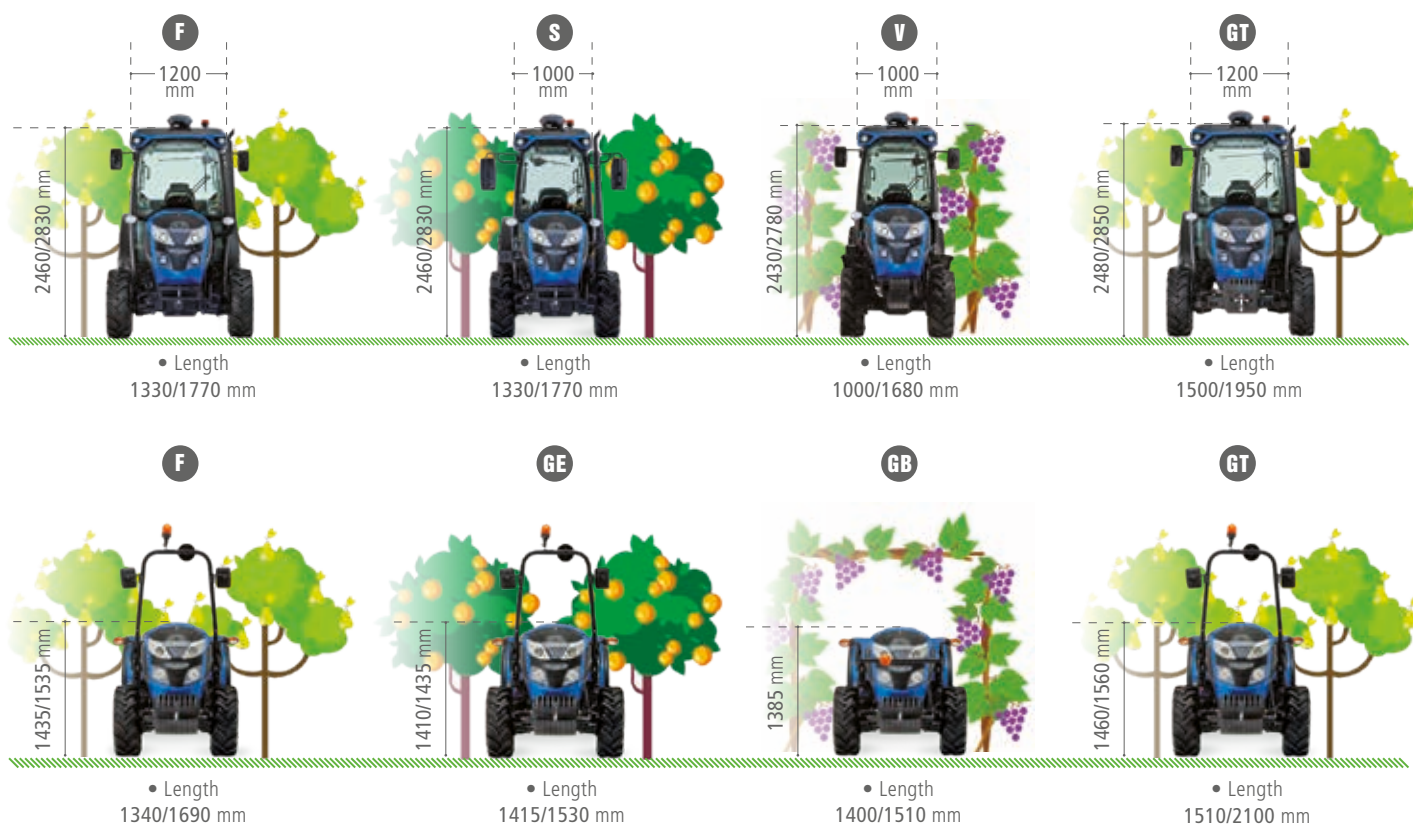 F
1200
mm
2460/2830 mm
• Length
1330/1770 mm
S
1000
mm
2460/2830 mm
• Length
1330/1770 mm
V
1000
mm
2430/2780 mm
• Length
1000/1680 mm
GT
1200
mm
2480/2850 mm
• Length
1500/1950 mm
F
1435/1535 mm
• Length
1340/1690 mm
GE
1410/1435 mm
• Length
1415/1530 mm
GB
1385 mm
• Length
1400/1510 mm
GT
1460/1560 mm
• Length
1510/2100 mm